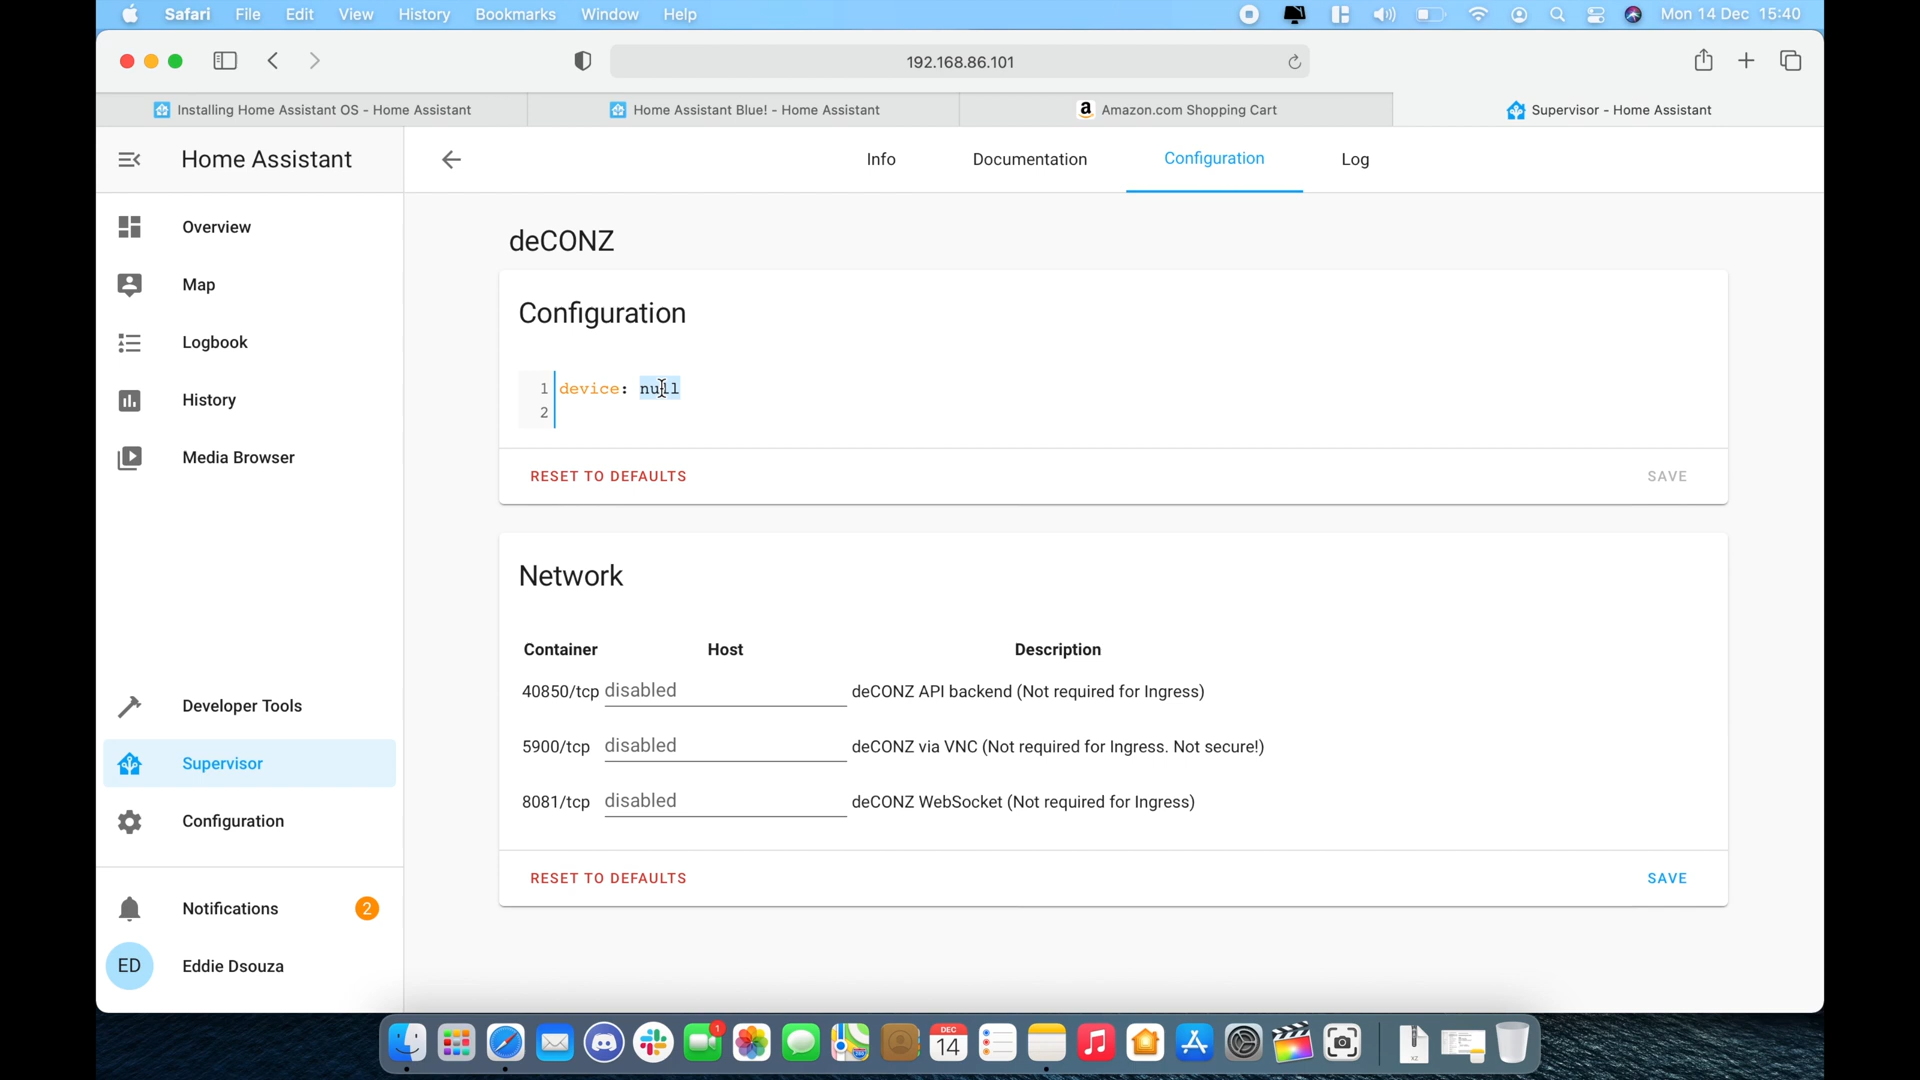 Safari File Edit View History Bookmarks Window Help Mon 14 Dec 15:40
192.168.86.101
Installing Home Assistant OS - Home Assistant
Home Assistant Blue! - Home Assistant
a Amazon.com Shopping Cart
Supervisor - Home Assistant
Home Assistant
Info Documentation Configuration Log
Overview
Map
Logbook
History
Media Browser
Developer Tools
Supervisor
Configuration
Notifications 2
ED Eddie Dsouza
deCONZ
Configuration
1 device: null
2
RESET TO DEFAULTS SAVE
Network
Container Host Description
40850/tcp disabled deCONZ API backend (Not required for Ingress)
5900/tcp disabled deCONZ via VNC (Not required for Ingress. Not secure!)
8081/tcp disabled deCONZ WebSocket (Not required for Ingress)
RESET TO DEFAULTS SAVE
1
DEC
14
KZ